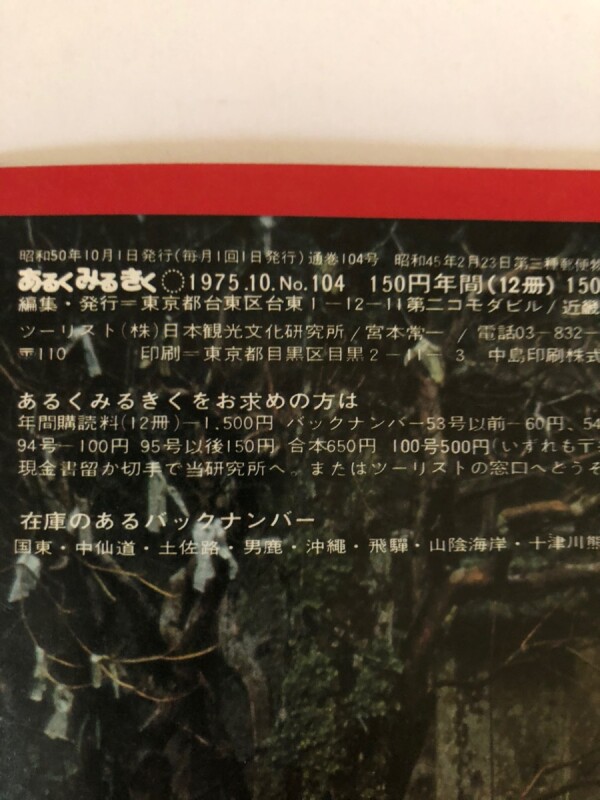 昭和50年10月1日発行(毎月1回1日発行)通巻104号 昭和45年2月23日第三種郵便物
あるくみるきく 1975.10.No.104 150円年間(12冊)150
編集・発行=東京都台東区台東1-12-11第二コモダビル/近畿
ツーリスト(株)日本観光文化研究所/宮本常一/電話03-832-
〒110 印刷=東京都目黒区目黒2-11-3 中島印刷株式
あるくみるきくをお求めの方は
年間購読料(12冊)-1,500円 バックナンバー53号以前-60円、54
94号-100円 95号以後150円 合本650円 100号500円(いずれも〒
現金書留か切手で当研究所へ。またはツーリストの窓口へどうぞ
在庫のあるバックナンバー
国東・中仙道・土佐路・男鹿・沖縄・飛騨・山陰海岸・十津川熊